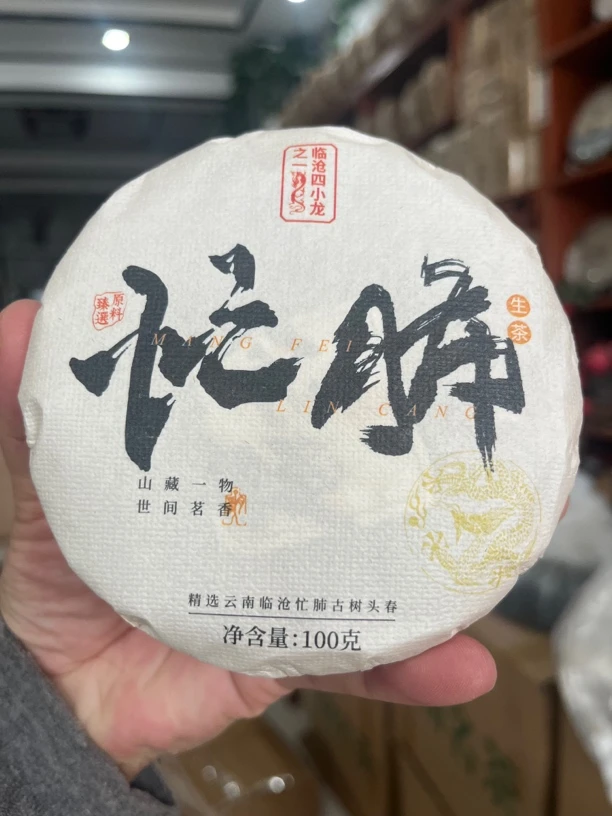 临沧四小龙
之一
原料
臻選
忙肺
MANG FEI
LIN CANG
生茶
山藏一物
世间茗香
精选云南临沧忙肺古树头春
净含量:100克